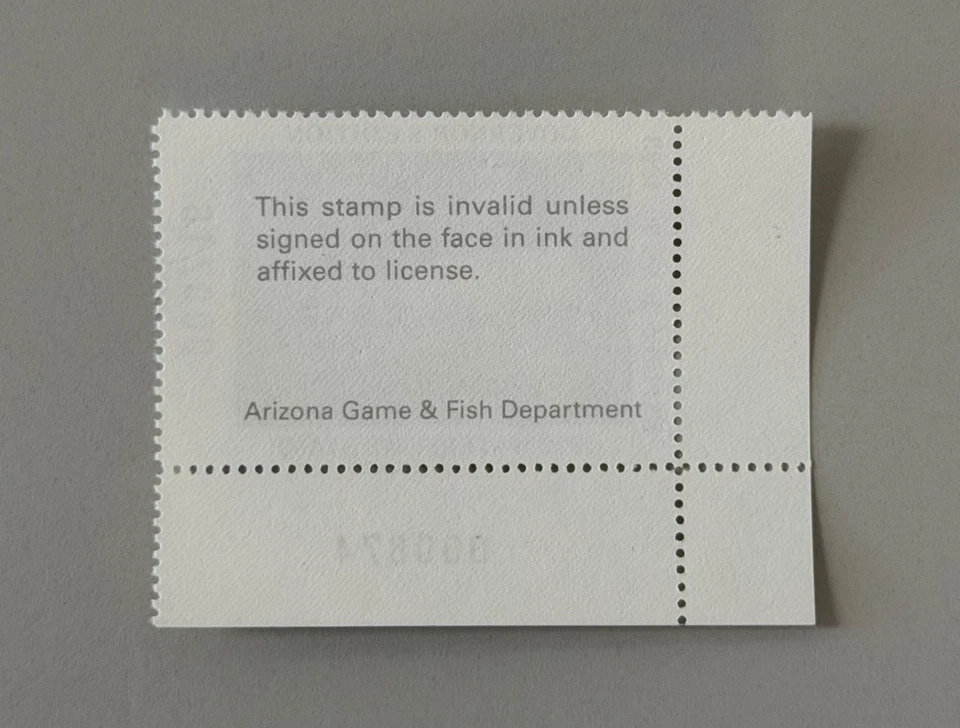 This stamp is invalid unless
signed on the face in ink and
affixed to license.
Arizona Game & Fish Department